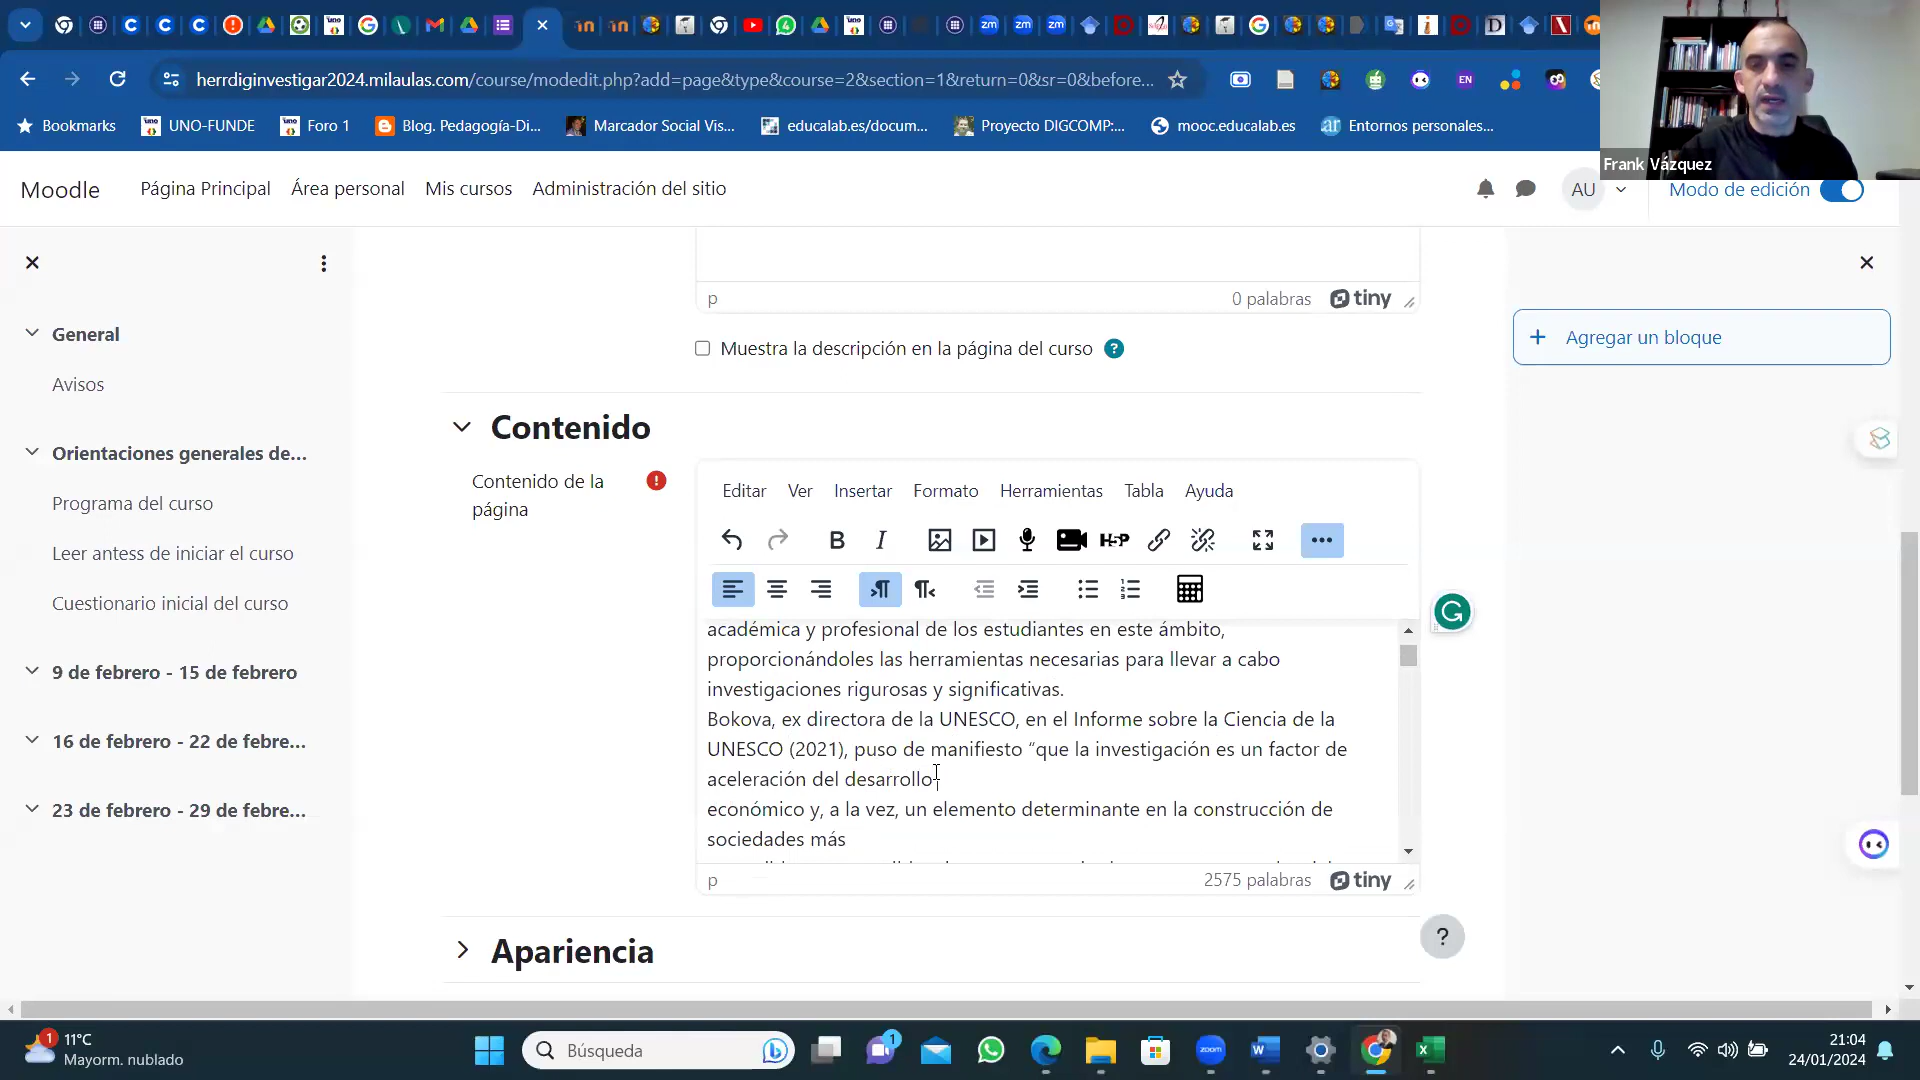 herrdiginvestigar2024.milaulas.com/course/modedit.php?add=page&type&course=2&section=1&return=0&sr=0&before...
EN
Bookmarks
UNO-FUNDE
Foro 1
Blog. Pedagogía-Di...
Marcador Social Vis...
educalab.es/docum...
Proyecto DIGCOMP:...
mooc.educalab.es
Entornos personales...
Frank Vázquez
Moodle
Página Principal
Área personal
Mis cursos
Administración del sitio
AU
Modo de edición
General
Avisos
Orientaciones generales de...
Programa del curso
Leer antess de iniciar el curso
Cuestionario inicial del curso
9 de febrero - 15 de febrero
16 de febrero - 22 de febre...
23 de febrero - 29 de febre...
p
0 palabras
tiny
Muestra la descripción en la página del curso
Contenido
Contenido de la
página
Editar
Ver
Insertar
Formato
Herramientas
Tabla
Ayuda
B
I
H5P
académica y profesional de los estudiantes en este ámbito,
proporcionándoles las herramientas necesarias para llevar a cabo
investigaciones rigurosas y significativas.
Bokova, ex directora de la UNESCO, en el Informe sobre la Ciencia de la
UNESCO (2021), puso de manifiesto “que la investigación es un factor de
aceleración del desarrollo
económico y, a la vez, un elemento determinante en la construcción de
sociedades más
p
2575 palabras
tiny
Apariencia
Agregar un bloque
?
11°C
Mayorm. nublado
Búsqueda
zoom
21:04
24/01/2024